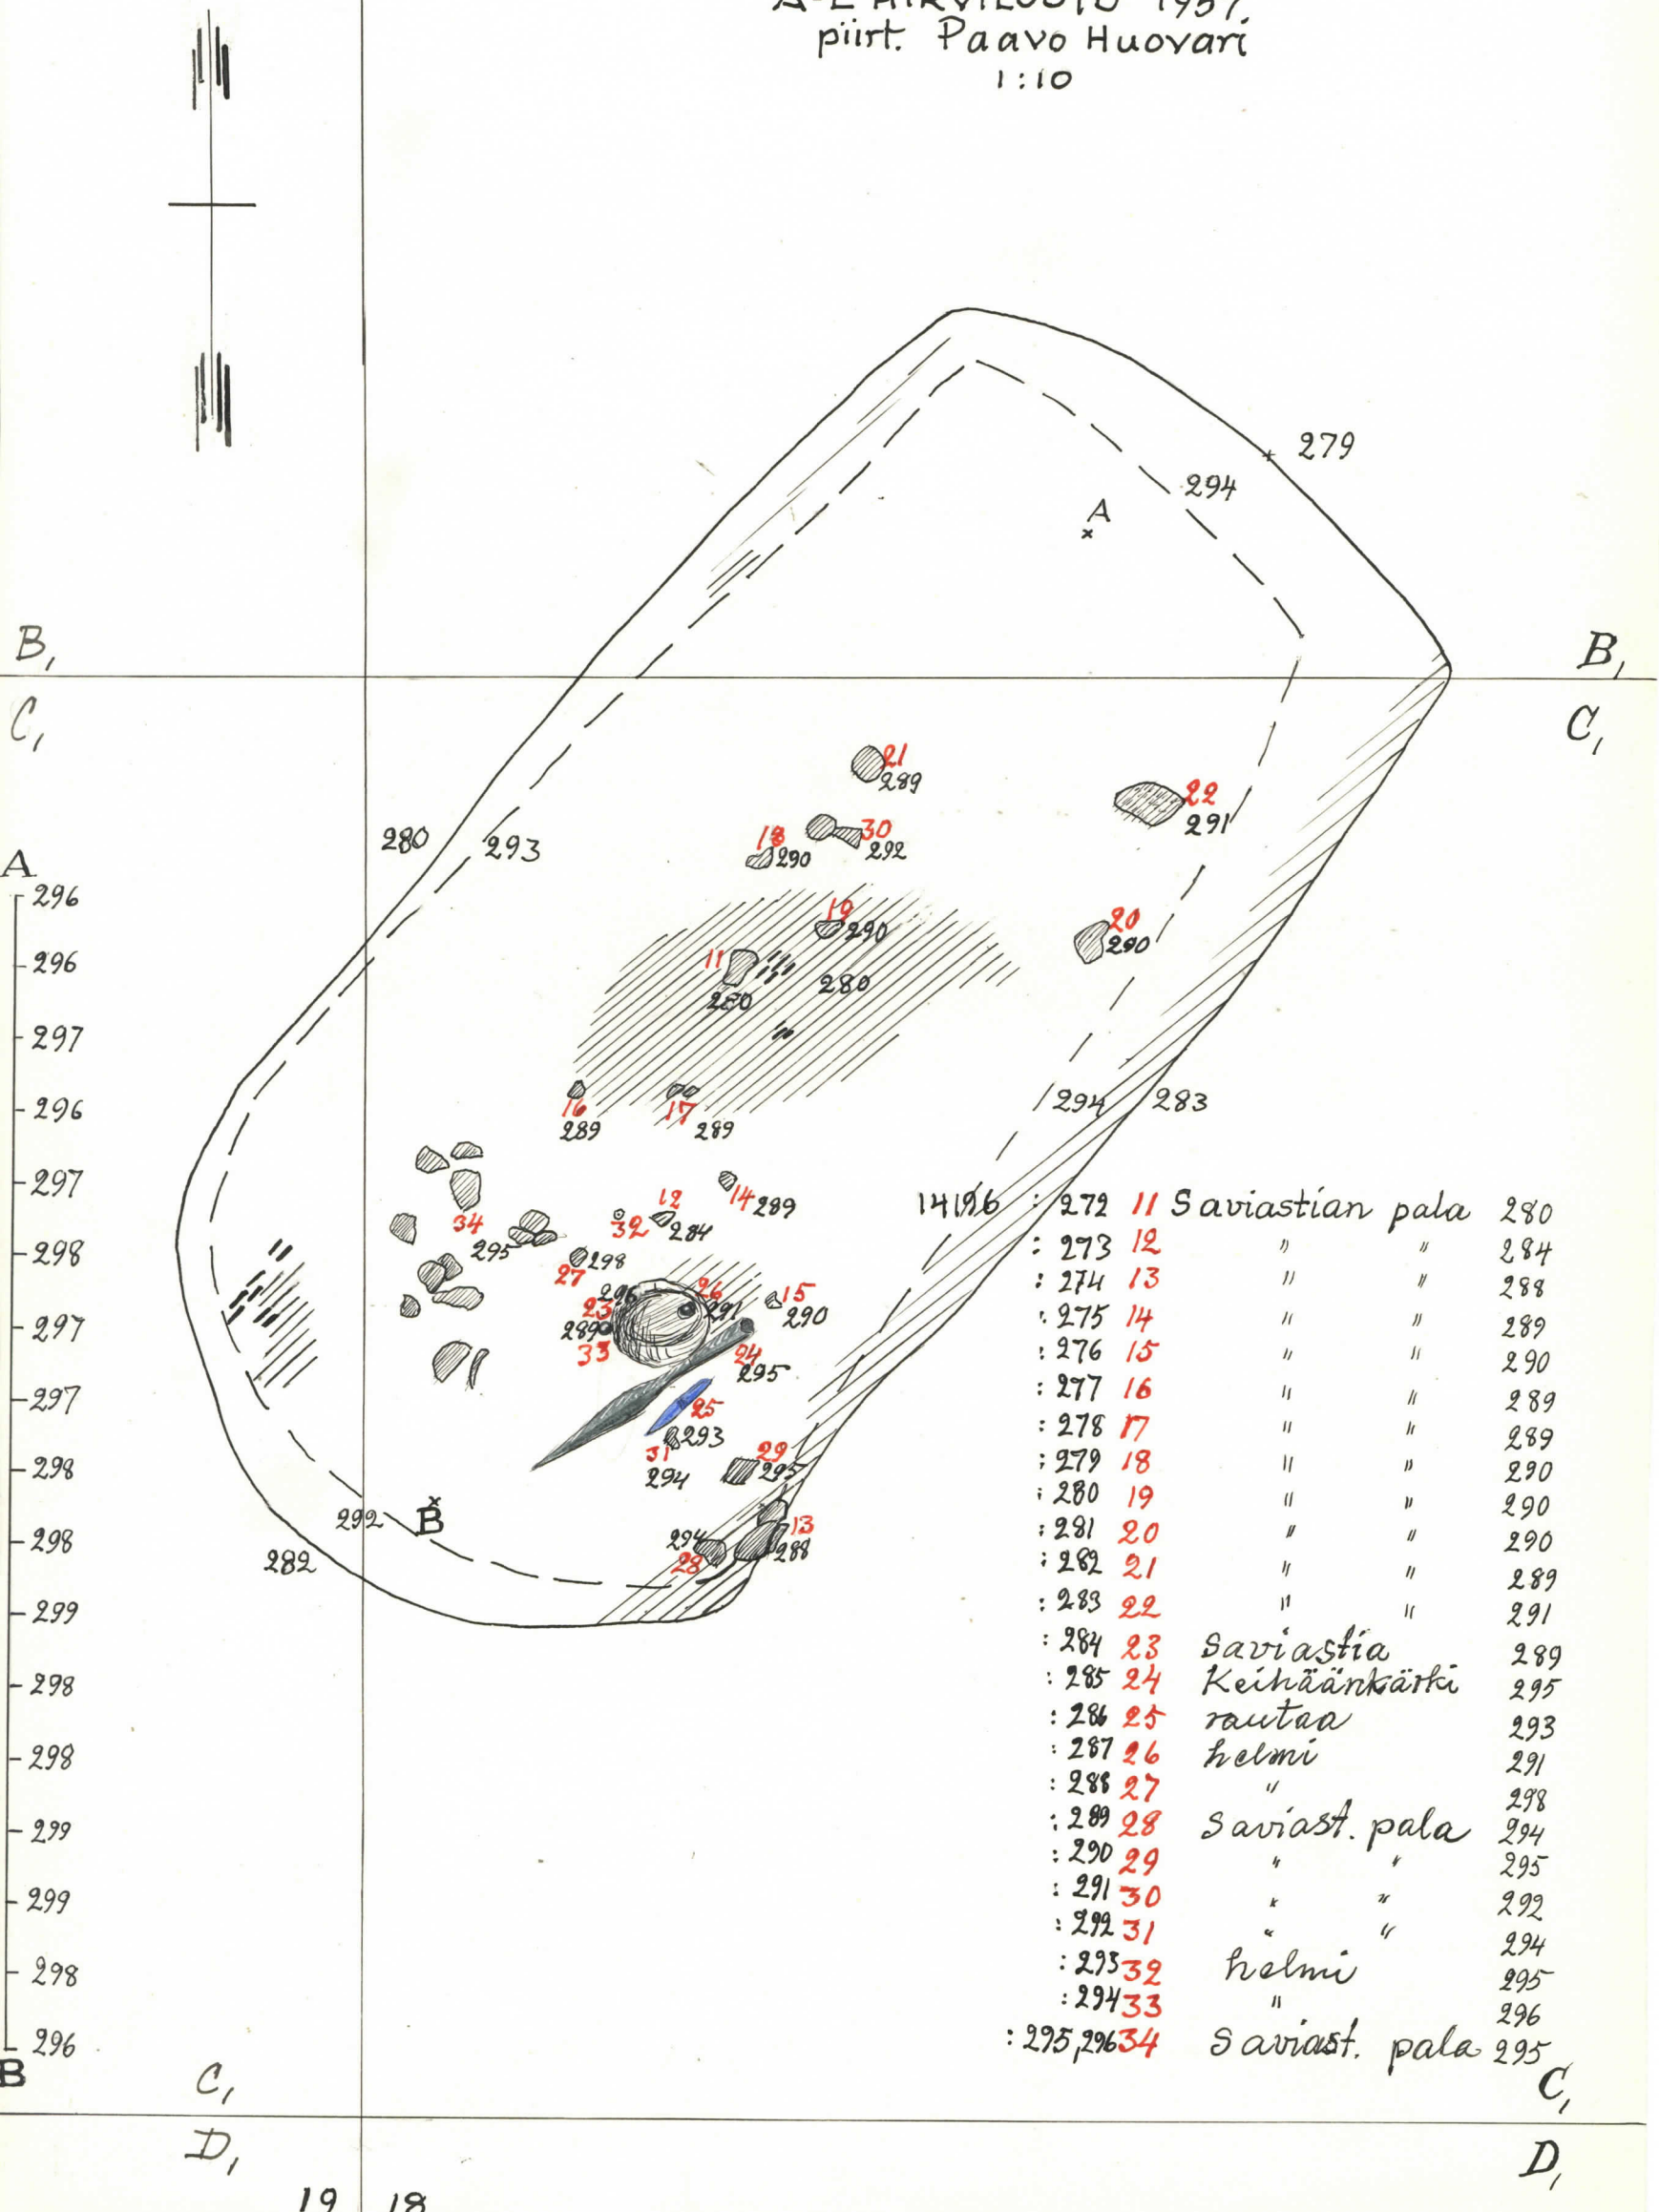 A-L HIRVILUOTO 1957.
piirt. Paavo Huovari
1:10
279
294
A
B, B,
C, C,
21
289
22
291
18 290
30
292
280 293
A
296
296
297
296
297
298
297
297
298
298
299
298
298
299
299
298
296
B
19
290
20
290
11
280
280
16
289
17
289
294 283
34
295
32
12
284
14 289
27
298
296
23
289
33
26
291
15
290
24
295
25
31
293
294
29
295
292
B
282
294
28
13
288
14196 : 272 11 Saviastian pala 280
: 273 12 " " 284
: 274 13 " " 288
: 275 14 " " 289
: 276 15 " " 290
: 277 16 " " 289
: 278 17 " " 289
: 279 18 " " 290
: 280 19 " " 290
: 281 20 " " 290
: 282 21 " " 289
: 283 22 " " 291
: 284 23 Saviastia 289
: 285 24 Keihäänkärki 295
: 286 25 rautaa 293
: 287 26 helmi 291
: 288 27 " 298
: 289 28 Saviast. pala 294
: 290 29 " " 295
: 291 30 " " 292
: 292 31 " " 294
: 293 32 helmi 295
: 294 33 " 296
: 295,296 34 Saviast. pala 295
C, C,
D, D,
19 18